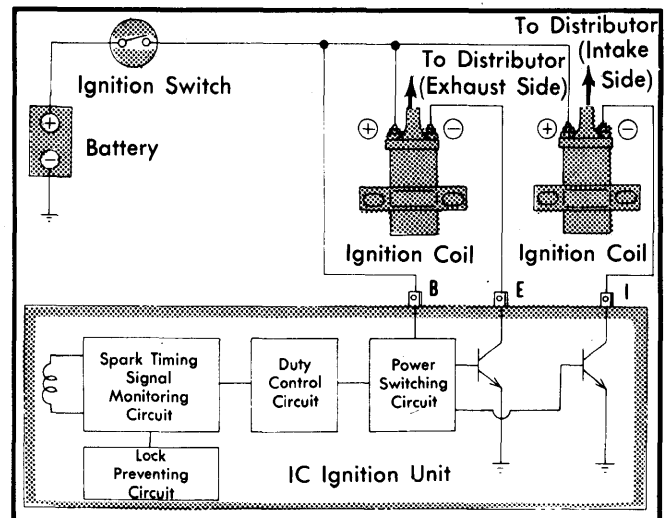 To Distributor
(Intake
Side)
To Distributor
(Exhaust Side)
Ignition Switch
+
−
Battery
+
−
+
−
Ignition Coil
Ignition Coil
B
E
I
Spark Timing
Signal
Monitoring
Circuit
Duty
Control
Circuit
Power
Switching
Circuit
Lock
Preventing
Circuit
IC Ignition Unit